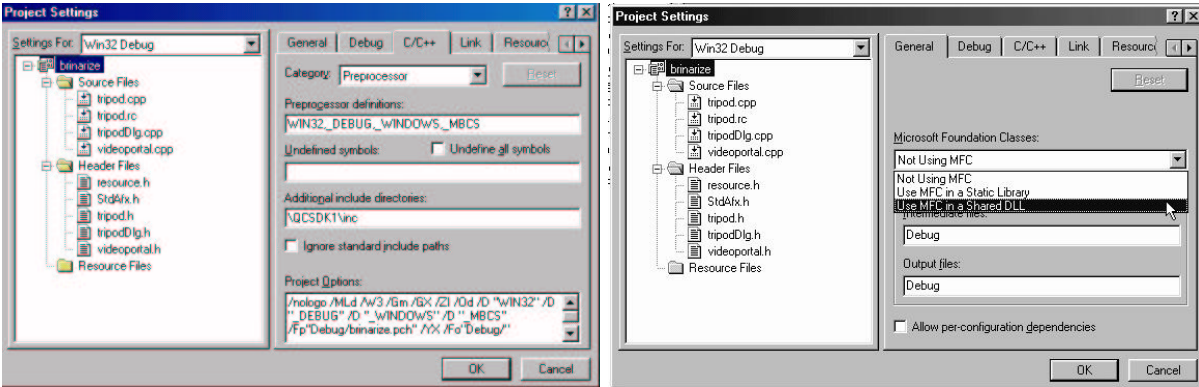 Project Settings
Settings For: Win32 Debug
brinarize
Source Files
tripod.cpp
tripod.rc
tripodDlg.cpp
videoportal.cpp
Header Files
resource.h
StdAfx.h
tripod.h
tripodDlg.h
videoportal.h
Resource Files
General Debug C/C++ Link
Category: Preprocessor Reset
Preprocessor definitions:
WIN32,_DEBUG,_WINDOWS,_MBCS
Undefined symbols: Undefine all symbols
Additional include directories:
\QCSDK1\inc
Ignore standard include paths
Project Options:
/nologo /MLd /W3 /Gm /GX /ZI /Od /D "WIN32" /D
"_DEBUG" /D "_WINDOWS" /D "_MBCS"
/Fp"Debug/brinarize.pch" /YX /Fo"Debug/"
OK Cancel
Project Settings
Settings For: Win32 Debug
brinarize
Source Files
tripod.cpp
tripod.rc
tripodDlg.cpp
videoportal.cpp
Header Files
resource.h
StdAfx.h
tripod.h
tripodDlg.h
videoportal.h
Resource Files
General Debug C/C++ Link
Reset
Microsoft Foundation Classes:
Not Using MFC
Not Using MFC
Use MFC in a Static Library
Use MFC in a Shared DLL
Intermediate files:
Debug
Output files:
Debug
Allow per-configuration dependencies
OK Cancel